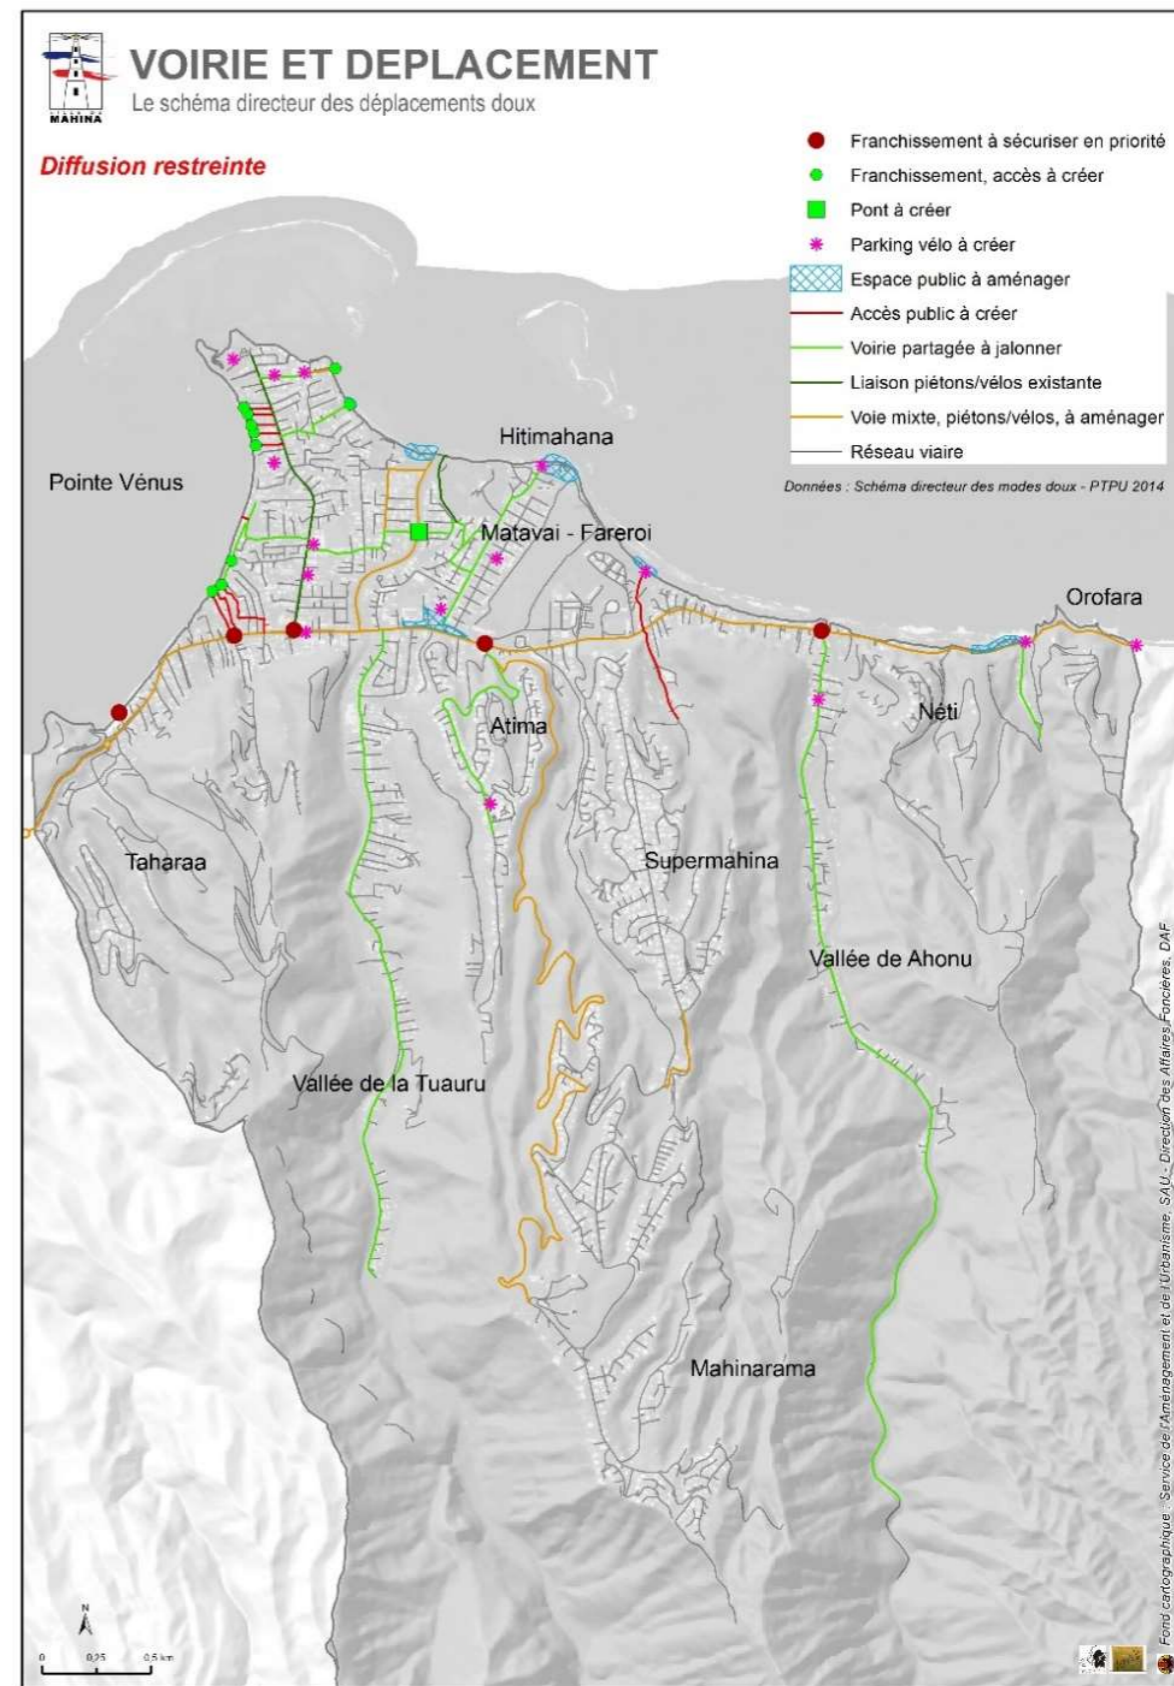 VOIRIE ET DEPLACEMENT
Le schéma directeur des déplacements doux
MAHINA
Diffusion restreinte
Franchissement à sécuriser en priorité
Franchissement, accès à créer
Pont à créer
Parking vélo à créer
Espace public à aménager
Accès public à créer
Voirie partagée à jalonner
Liaison piétons/vélos existante
Voie mixte, piétons/vélos, à aménager
Réseau viaire
Données : Schéma directeur des modes doux - PTPU 2014
Hitimahana
Pointe Vénus
Matavai - Fareroi
Orofara
Atima
Néti
Taharaa
Supermahina
Vallée de Ahonu
Vallée de la Tuauru
Mahinarama
N
0 0,25 0,5 km
Fond cartographique : Service de l'Aménagement et de l'Urbanisme, SAU - Direction des Affaires Foncières, DAF